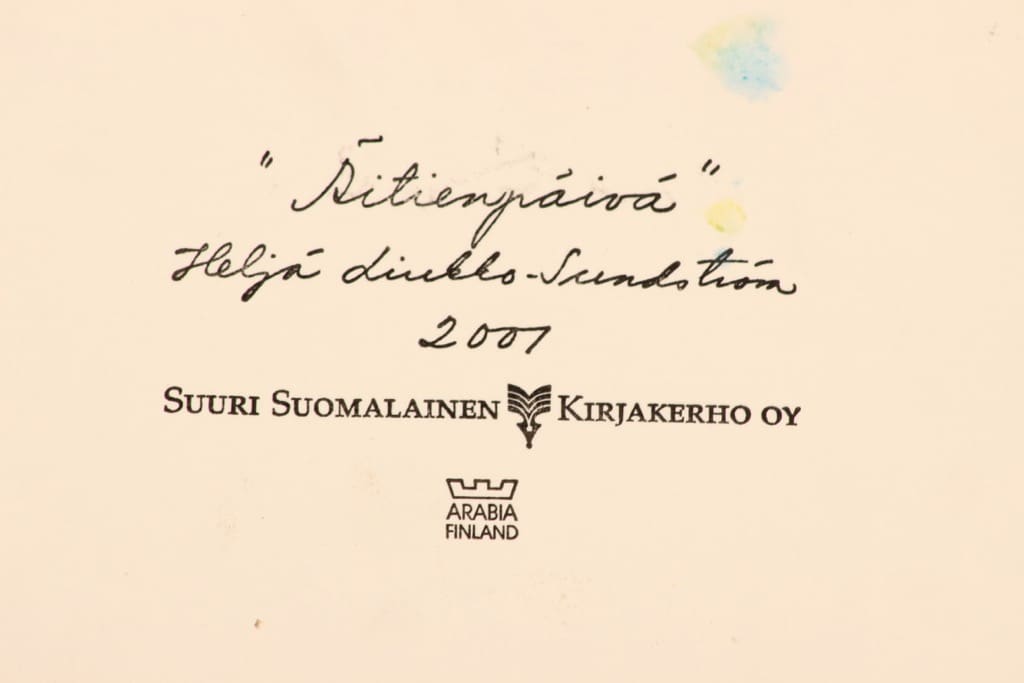 "Äitienpäivä"
Heljä Liukko-Sundström
2001
SUURI SUOMALAINEN KIRJAKERHO OY
ARABIA
FINLAND